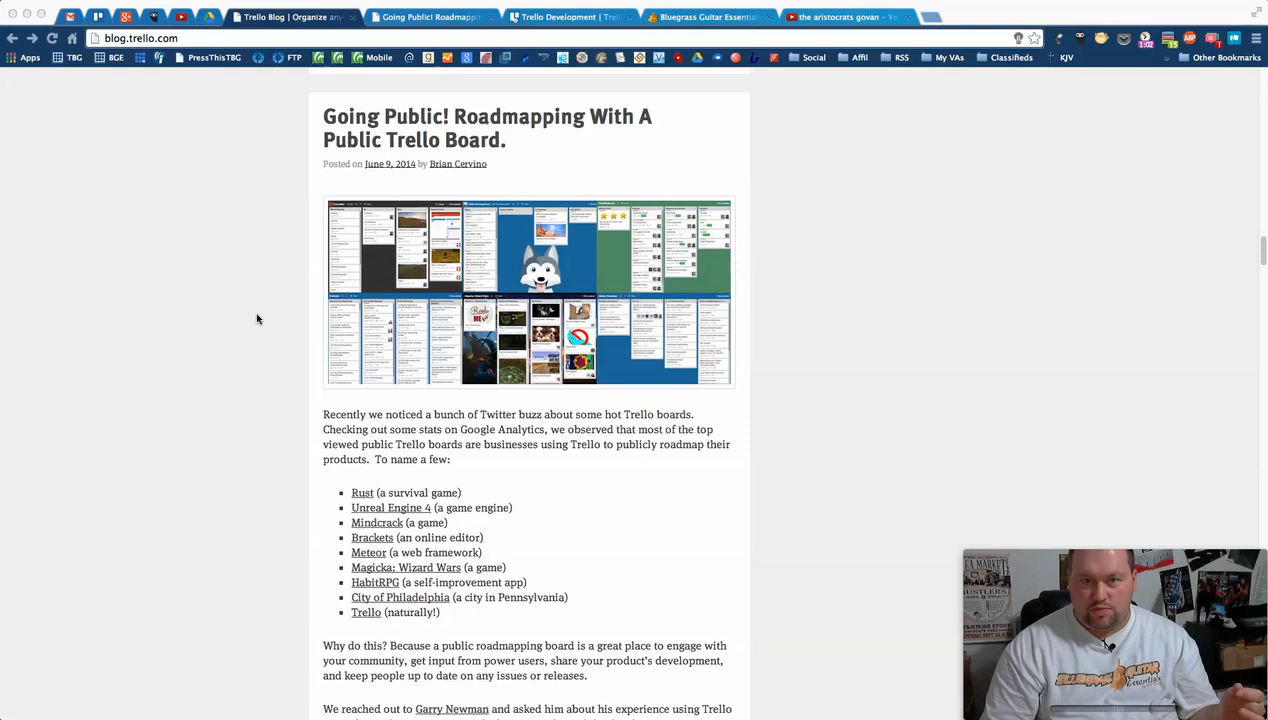 Trello Blog | Organize any
Going Public! Roadmappin
Trello Development | Trell
Bluegrass Guitar Essentials
the aristocrats govan - Yo
blog.trello.com
1:02
Apps
TBG
BGE
PressThisTBG
FTP
Mobile
Social
Affil
RSS
My VAs
Classifieds
KJV
»
Other Bookmarks
Going Public! Roadmapping With A
Public Trello Board.
Posted on June 9, 2014 by Brian Cervino
Recently we noticed a bunch of Twitter buzz about some hot Trello boards.
Checking out some stats on Google Analytics, we observed that most of the top
viewed public Trello boards are businesses using Trello to publicly roadmap their
products. To name a few:
Rust (a survival game)
Unreal Engine 4 (a game engine)
Mindcrack (a game)
Brackets (an online editor)
Meteor (a web framework)
Magicka: Wizard Wars (a game)
HabitRPG (a self-improvement app)
City of Philadelphia (a city in Pennsylvania)
Trello (naturally!)
Why do this? Because a public roadmapping board is a great place to engage with
your community, get input from power users, share your product's development,
and keep people up to date on any issues or releases.
We reached out to Garry Newman and asked him about his experience using Trello